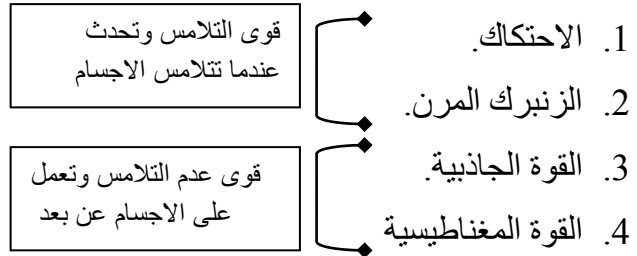 1. الاحتكاك.
2. الزنبرك المرن.
3. القوة الجاذبية.
4. القوة المغناطيسية
قوى التلامس وتحدث
عندما تتلامس الاجسام
قوى عدم التلامس وتعمل
على الاجسام عن بعد